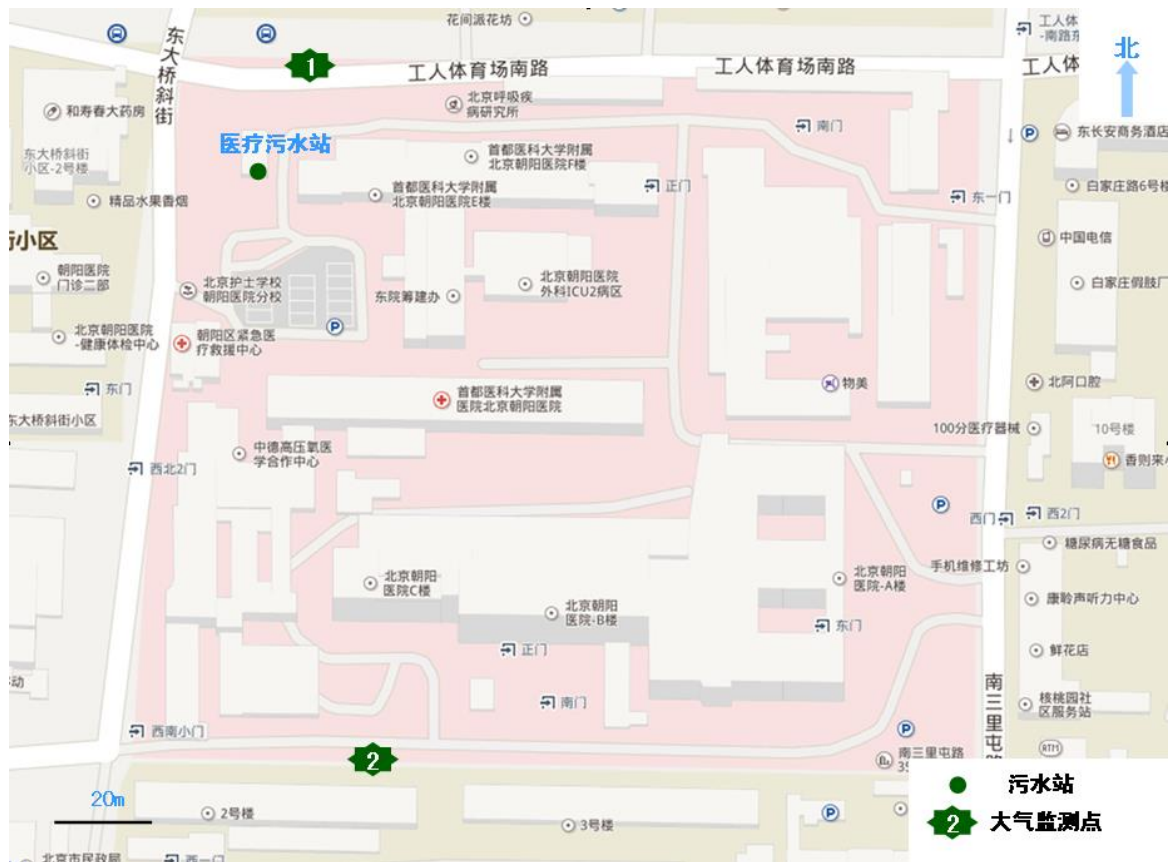 花间派花坊
工人体
-南路东
北
东大桥斜街
1
工人体育场南路
工人体育场南路
工人体
和寿春大药房
北京呼吸疾
病研究所
南门
P
东长安商务酒店
医疗污水站
东大桥斜街
小区-2号楼
首都医科大学附属
北京朝阳医院F楼
首都医科大学附属
北京朝阳医院E楼
正门
东一门
白家庄路6号楼
精品水果香烟
街小区
中国电信
朝阳医院
门诊二部
北京护士学校
朝阳医院分校
东院筹建办
北京朝阳医院
外科ICU2病区
白家庄假肢厂
P
北京朝阳医院
-健康体检中心
朝阳区紧急医
疗救援中心
东门
首都医科大学附属
医院北京朝阳医院
物美
北阿口腔
东大桥斜街小区
100分医疗器械
10号楼
中德高压氧医
学合作中心
西北2门
香则来小
P
西门
西2门
糖尿病无糖食品
手机维修工坊
北京朝阳
医院C楼
北京朝阳
医院-A楼
北京朝阳
医院-B楼
康聆声听力中心
东门
正门
鲜花店
南门
南三里屯路
核桃园社
区服务站
西南小门
P
南三里屯路
35
ATM
2
20m
2号楼
3号楼
P
污水站
2
大气监测点
北京市民政局
西一门